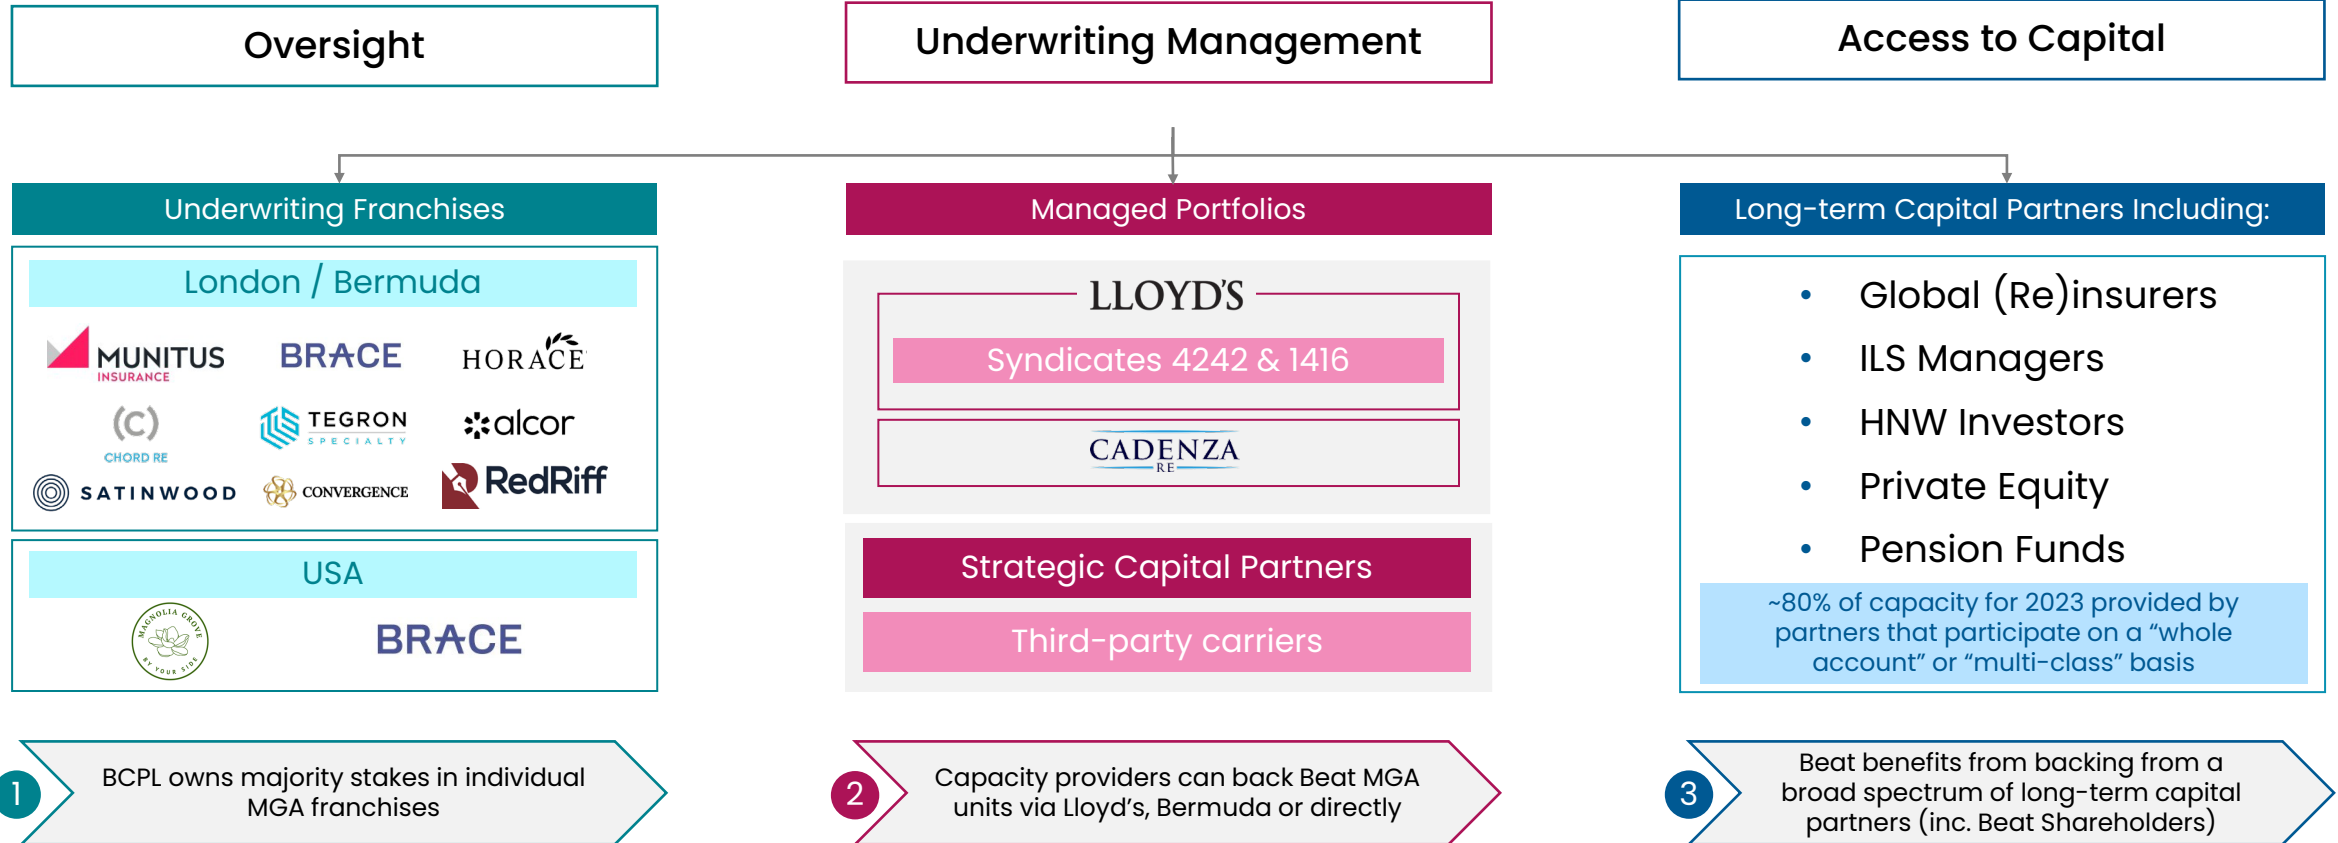 Oversight
Underwriting Management
Access to Capital
Underwriting Franchises
London / Bermuda
MUNITUS
INSURANCE
BRACE
HORACE
(C)
CHORD RE
TEGRON
SPECIALTY
alcor
SATINWOOD
CONVERGENCE
RedRiff
USA
MAGNOLIA GROVE
BY YOUR SIDE
BRACE
Managed Portfolios
LLOYD'S
Syndicates 4242 & 1416
CADENZA
RE
Strategic Capital Partners
Third-party carriers
Long-term Capital Partners Including:
• Global (Re)insurers
• ILS Managers
• HNW Investors
• Private Equity
• Pension Funds
~80% of capacity for 2023 provided by
partners that participate on a “whole
account” or “multi-class” basis
1
BCPL owns majority stakes in individual
MGA franchises
2
Capacity providers can back Beat MGA
units via Lloyd’s, Bermuda or directly
3
Beat benefits from backing from a
broad spectrum of long-term capital
partners (inc. Beat Shareholders)